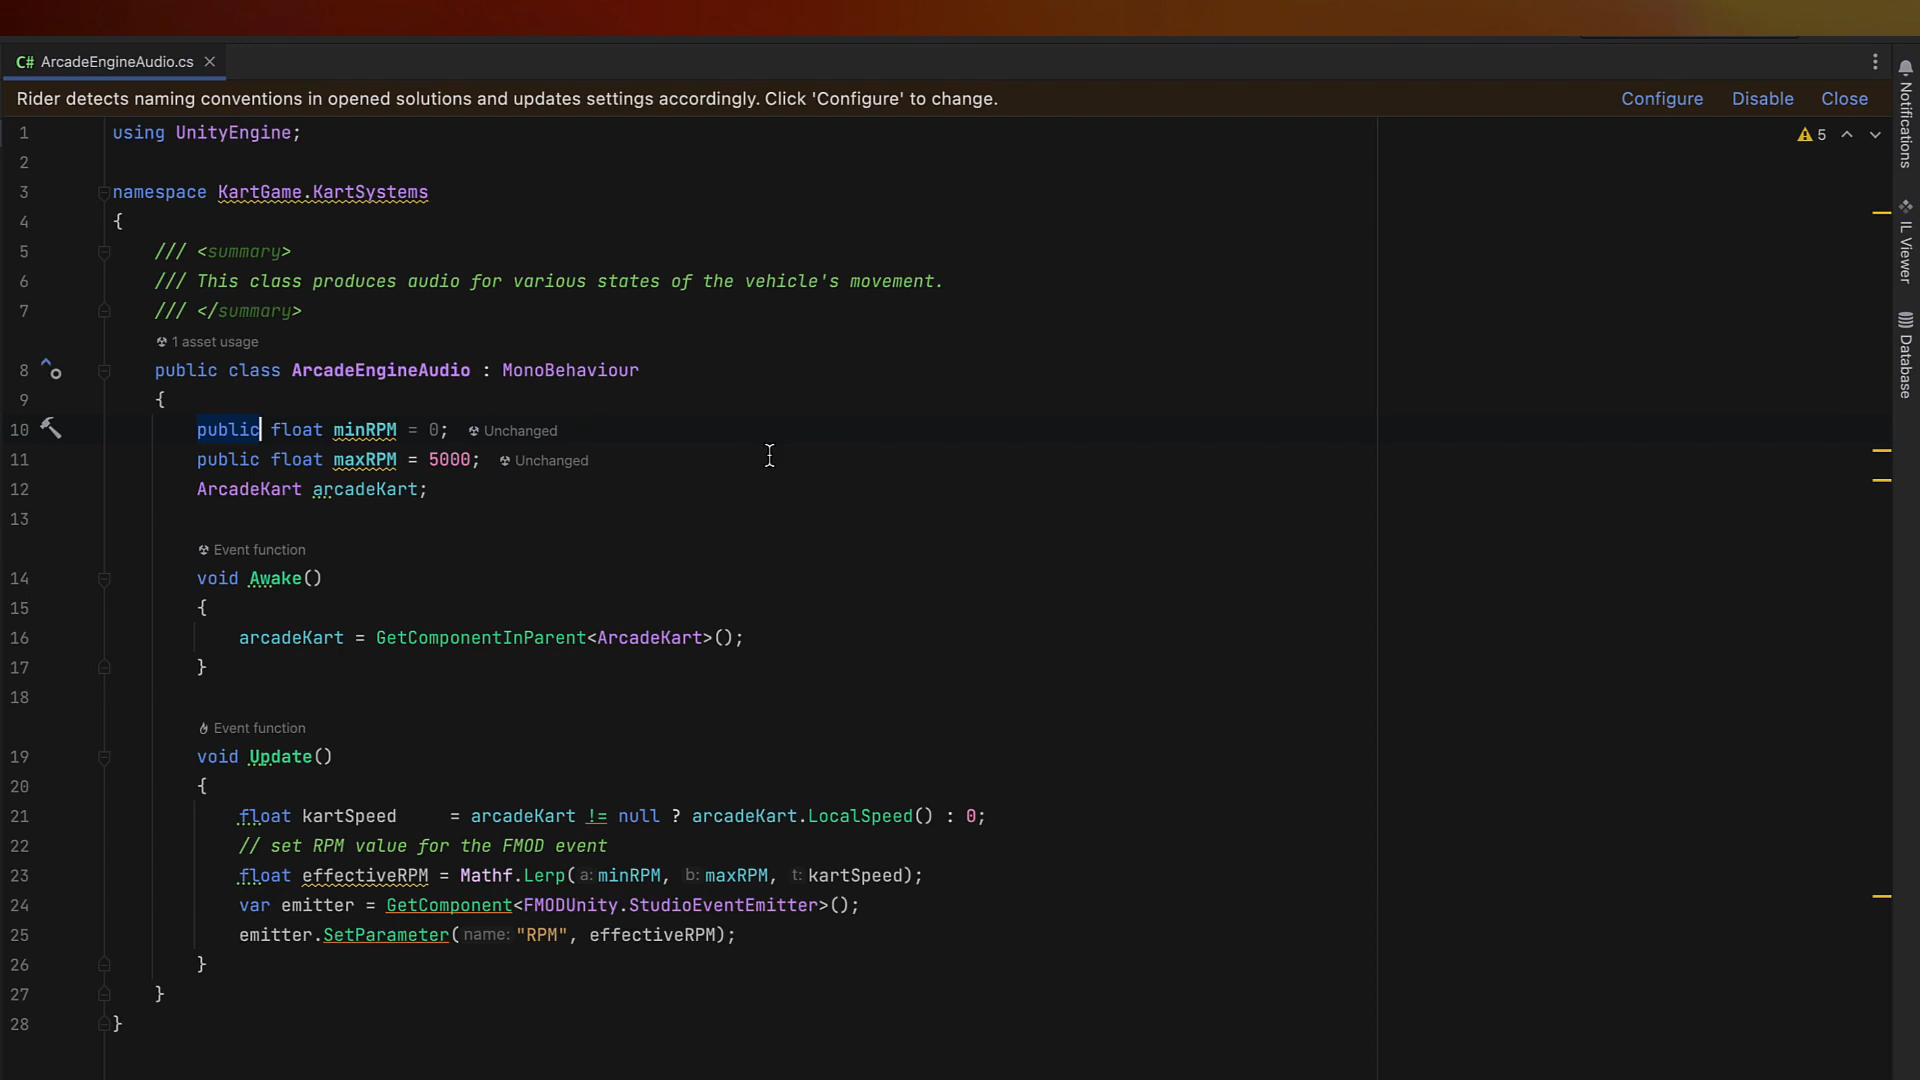 C# ArcadeEngineAudio.cs
Rider detects naming conventions in opened solutions and updates settings accordingly. Click 'Configure' to change. Configure Disable Close
1 using UnityEngine; 5
2
3 namespace KartGame.KartSystems
4 {
5 /// <summary>
6 /// This class produces audio for various states of the vehicle's movement.
7 /// </summary>
1 asset usage
8 public class ArcadeEngineAudio : MonoBehaviour
9 {
10 public float minRPM = 0; Unchanged
11 public float maxRPM = 5000; Unchanged
12 ArcadeKart arcadeKart;
13
Event function
14 void Awake()
15 {
16 arcadeKart = GetComponentInParent<ArcadeKart>();
17 }
18
Event function
19 void Update()
20 {
21 float kartSpeed = arcadeKart != null ? arcadeKart.LocalSpeed() : 0;
22 // set RPM value for the FMOD event
23 float effectiveRPM = Mathf.Lerp(a: minRPM, b: maxRPM, t: kartSpeed);
24 var emitter = GetComponent<FMODUnity.StudioEventEmitter>();
25 emitter.SetParameter(name: "RPM", effectiveRPM);
26 }
27 }
28 }
Notifications
IL Viewer
Database